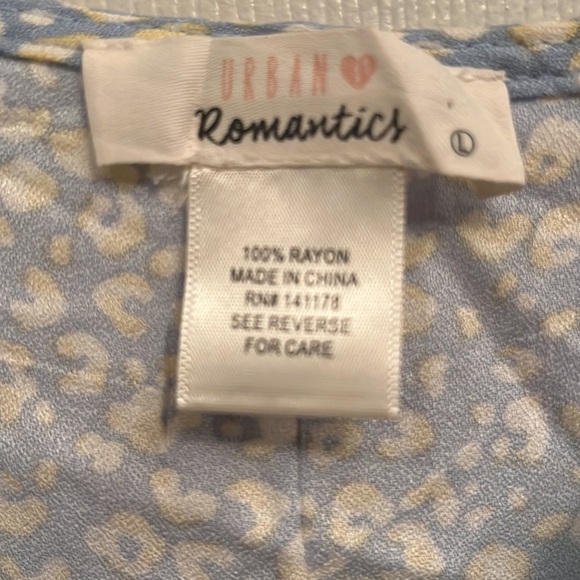 URBAN
Romantics
L
100% RAYON
MADE IN CHINA
RN# 141178
SEE REVERSE
FOR CARE